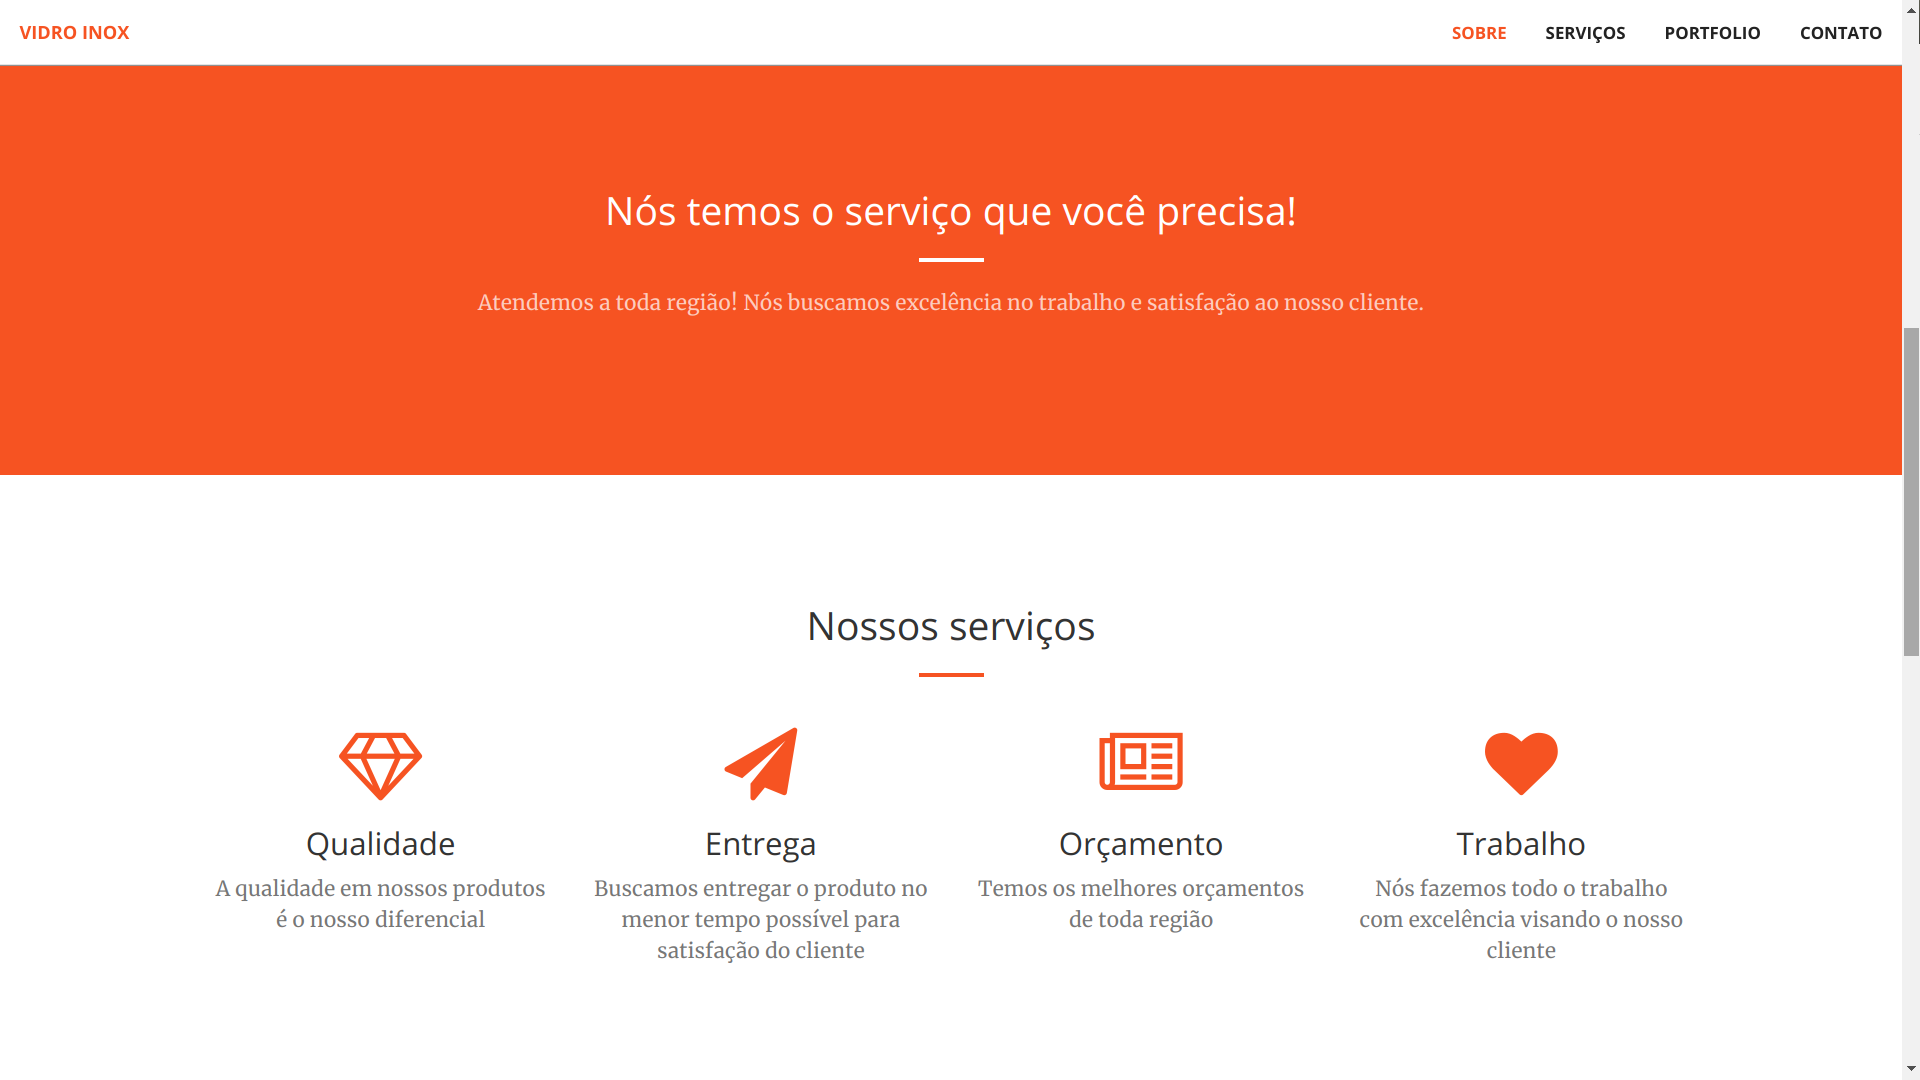 VIDRO INOX
SOBRE
SERVIÇOS
PORTFOLIO
CONTATO
Nós temos o serviço que você precisa!
Atendemos a toda região! Nós buscamos excelência no trabalho e satisfação ao nosso cliente.
Nossos serviços
Qualidade
A qualidade em nossos produtos
é o nosso diferencial
Entrega
Buscamos entregar o produto no
menor tempo possível para
satisfação do cliente
Orçamento
Temos os melhores orçamentos
de toda região
Trabalho
Nós fazemos todo o trabalho
com excelência visando o nosso
cliente